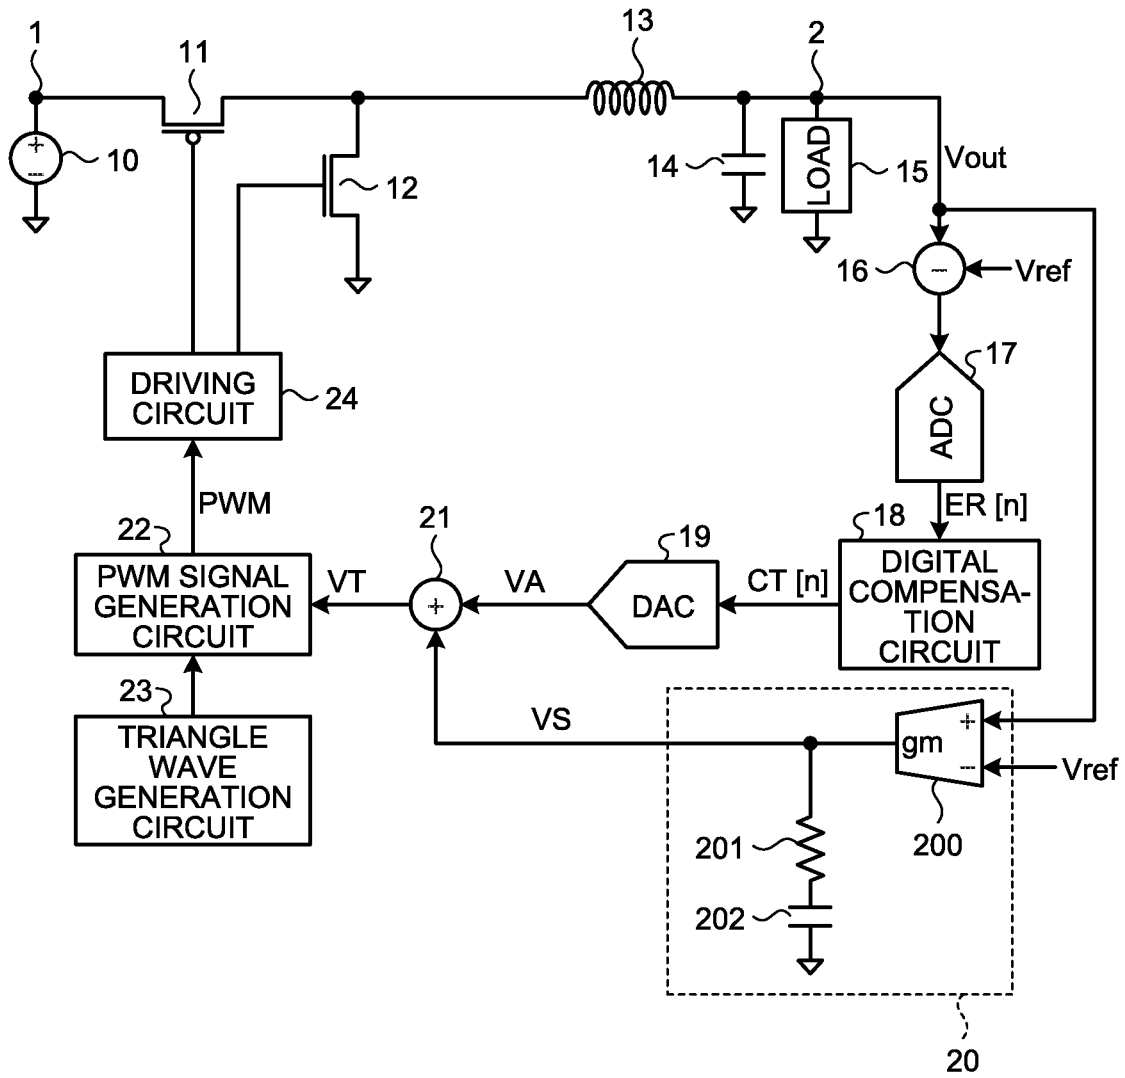 1
11
13
2
+
−
10
12
14
LOAD
15
Vout
16
−
Vref
17
ADC
DRIVING
CIRCUIT
24
PWM
ER [n]
22
PWM SIGNAL
GENERATION
CIRCUIT
VT
21
+
VA
19
DAC
CT [n]
18
DIGITAL
COMPENSA-
TION
CIRCUIT
23
TRIANGLE
WAVE
GENERATION
CIRCUIT
VS
gm
+
−
Vref
200
201
202
20